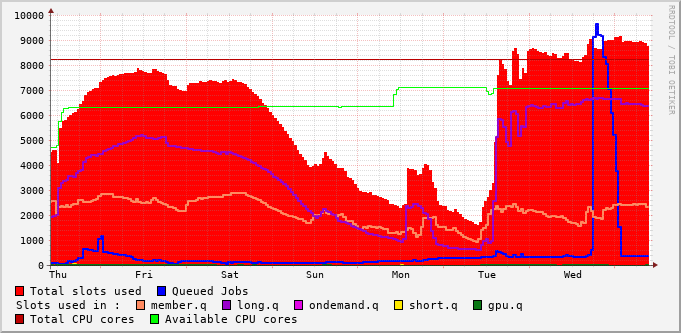 10000
9000
8000
7000
6000
5000
4000
3000
2000
1000
0
Thu Fri Sat Sun Mon Tue Wed
Total slots used Queued Jobs
Slots used in : member.q long.q ondemand.q short.q gpu.q
Total CPU cores Available CPU cores
RRDTOOL / TOBI OETIKER